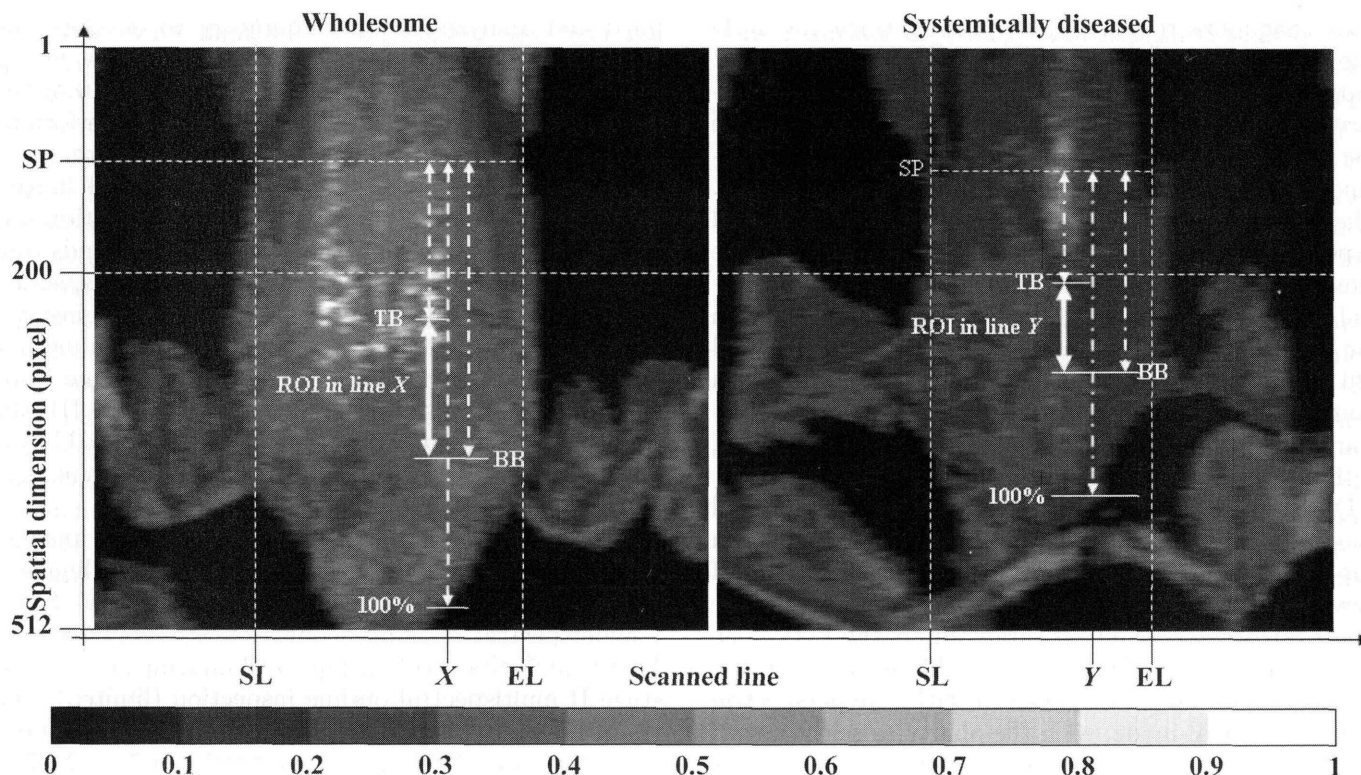 Wholesome
Systemically diseased
1
SP
SP
200
TB
TB
ROI in line X
ROI in line Y
BB
BB
100%
100%
512
Spatial dimension (pixel)
SL X EL Scanned line SL Y EL
0 0.1 0.2 0.3 0.4 0.5 0.6 0.7 0.8 0.9 1